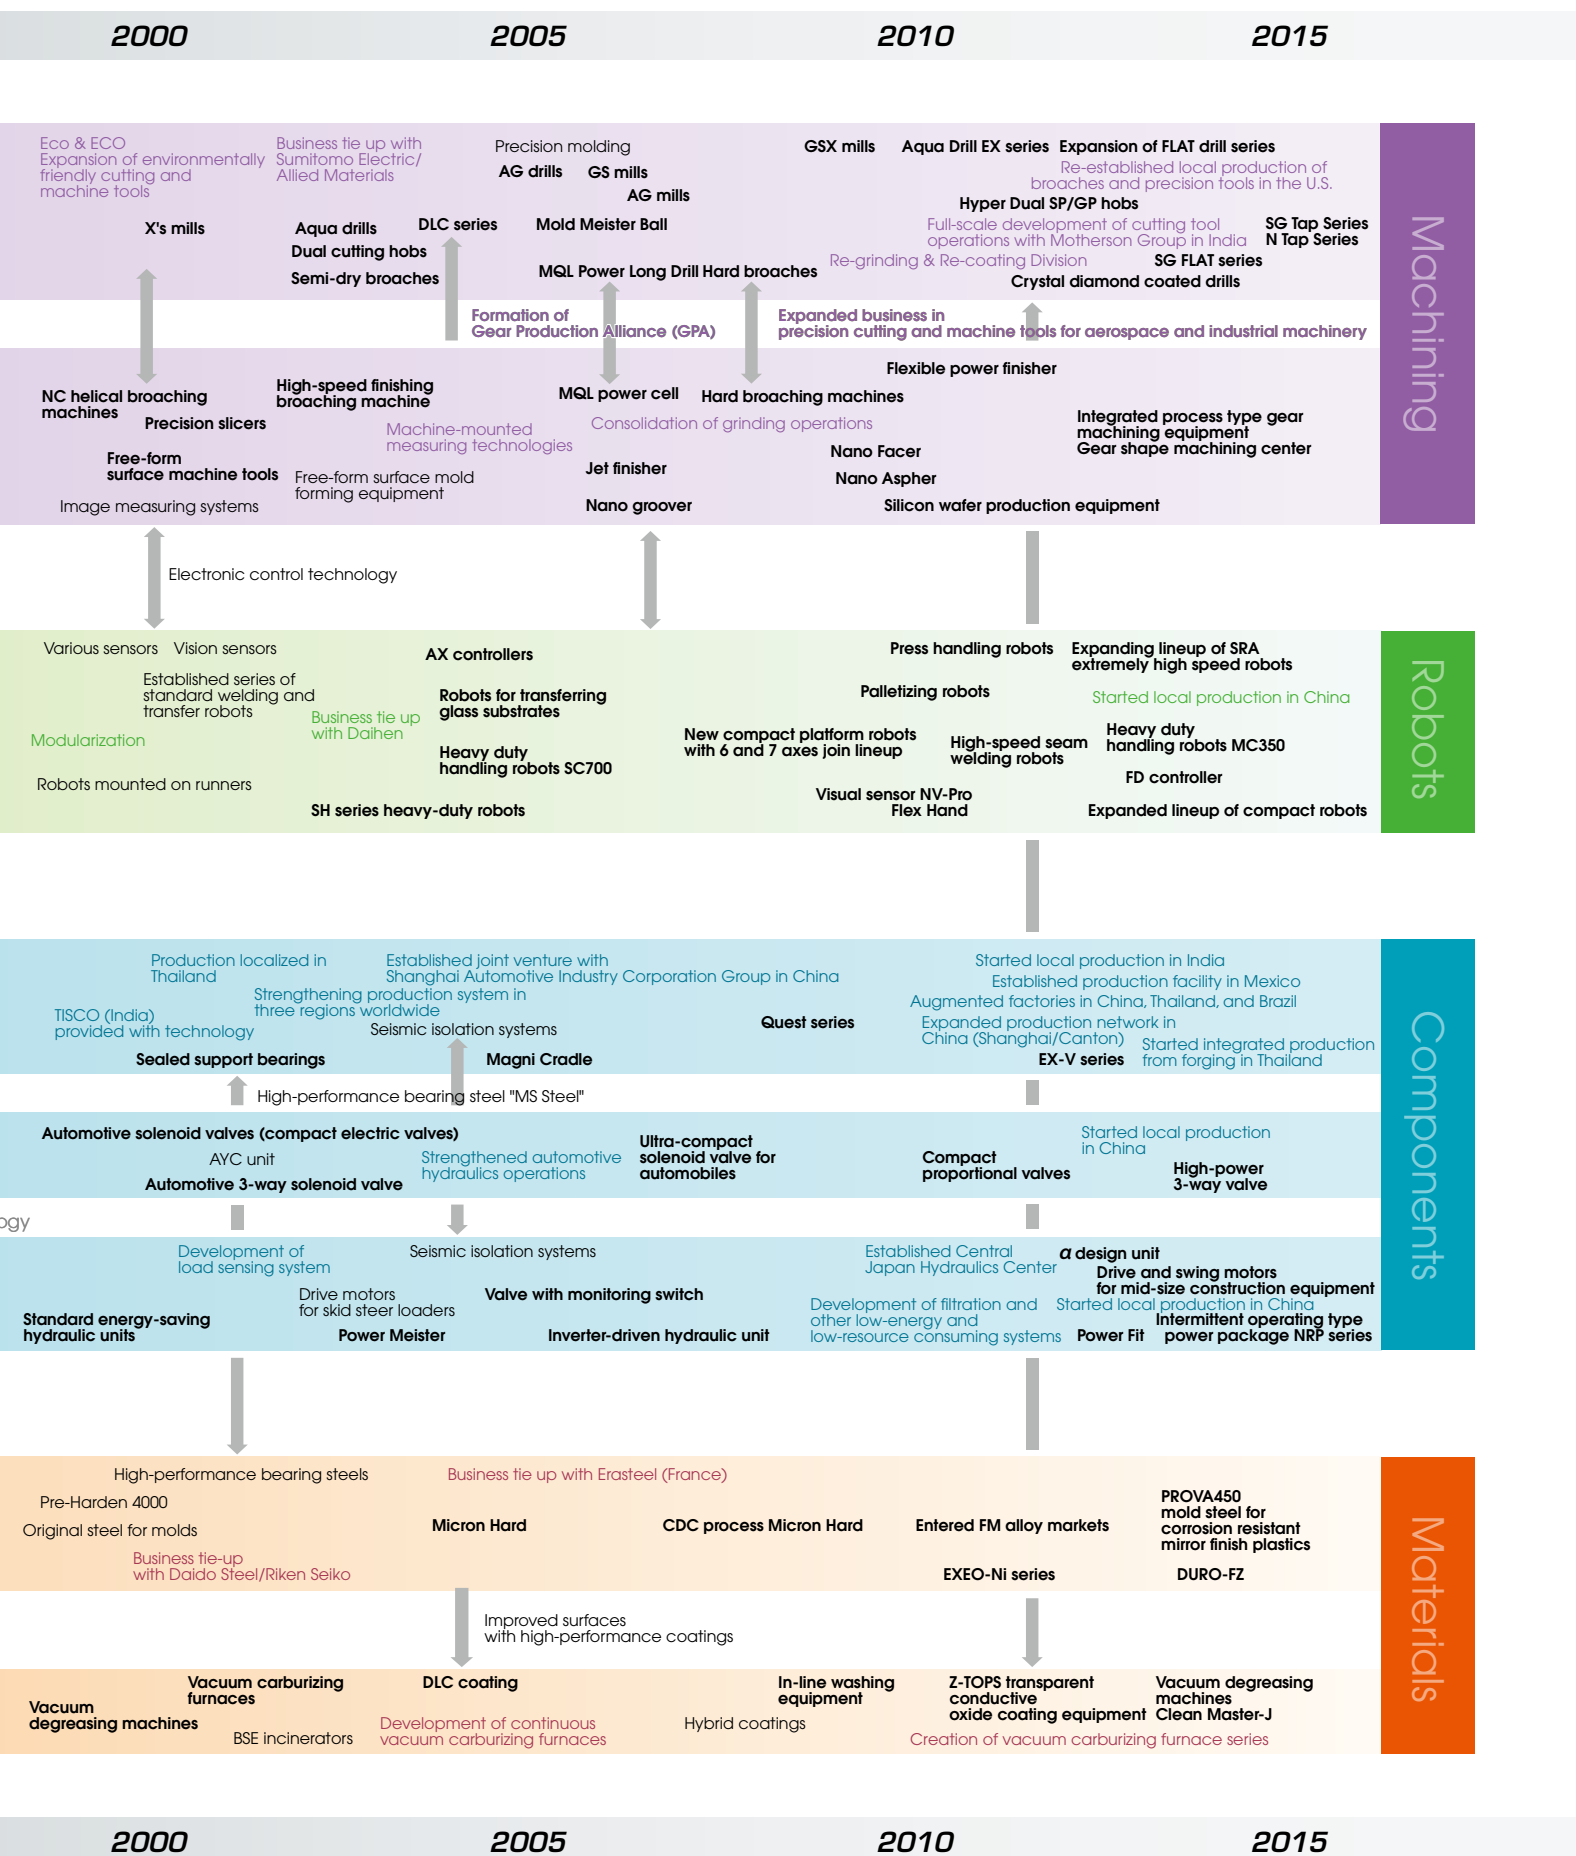 2000 2005 2010 2015
Eco & ECO
Expansion of environmentally
friendly cutting and
machine tools
Business tie up with
Sumitomo Electric/
Allied Materials
Precision molding
AG drills GS mills
AG mills
GSX mills Aqua Drill EX series Expansion of FLAT drill series
Re-established local production of
broaches and precision tools in the U.S.
Hyper Dual SP/GP hobs
X's mills
Aqua drills
DLC series
Mold Meister Ball
Full-scale development of cutting tool
operations with Motherson Group in India
SG Tap Series
N Tap Series
Dual cutting hobs
Semi-dry broaches
MQL Power Long Drill Hard broaches
Re-grinding & Re-coating Division
SG FLAT series
Crystal diamond coated drills
Formation of
Gear Production Alliance (GPA)
Expanded business in
precision cutting and machine tools for aerospace and industrial machinery
Machining
Flexible power finisher
NC helical broaching
machines
High-speed finishing
broaching machine
MQL power cell
Hard broaching machines
Precision slicers
Machine-mounted
measuring technologies
Consolidation of grinding operations
Integrated process type gear
machining equipment
Gear shape machining center
Free-form
surface machine tools
Free-form surface mold
forming equipment
Jet finisher
Nano Facer
Nano Aspher
Image measuring systems
Nano groover
Silicon wafer production equipment
Electronic control technology
Various sensors Vision sensors
AX controllers
Press handling robots
Expanding lineup of SRA
extremely high speed robots
Established series of
standard welding and
transfer robots
Robots for transferring
glass substrates
Palletizing robots
Started local production in China
Business tie up
with Daihen
Modularization
Heavy duty
handling robots SC700
New compact platform robots
with 6 and 7 axes join lineup
High-speed seam
welding robots
Heavy duty
handling robots MC350
Robots mounted on runners
FD controller
SH series heavy-duty robots
Visual sensor NV-Pro
Flex Hand
Expanded lineup of compact robots
Robots
Production localized in
Thailand
Established joint venture with
Shanghai Automotive Industry Corporation Group in China
Started local production in India
Established production facility in Mexico
Strengthening production system in
three regions worldwide
Augmented factories in China, Thailand, and Brazil
TISCO (India)
provided with technology
Seismic isolation systems
Quest series
Expanded production network in
China (Shanghai/Canton)
Started integrated production
from forging in Thailand
Sealed support bearings
Magni Cradle
EX-V series
High-performance bearing steel "MS Steel"
Components
Automotive solenoid valves (compact electric valves)
AYC unit
Automotive 3-way solenoid valve
Strengthened automotive
hydraulics operations
Ultra-compact
solenoid valve for
automobiles
Compact
proportional valves
Started local production
in China
High-power
3-way valve
ogy
Development of
load sensing system
Seismic isolation systems
Established Central
Japan Hydraulics Center
α design unit
Drive and swing motors
for mid-size construction equipment
Drive motors
for skid steer loaders
Valve with monitoring switch
Development of filtration and
other low-energy and
low-resource consuming systems
Started local production in China
Standard energy-saving
hydraulic units
Power Meister
Inverter-driven hydraulic unit
Power Fit
Intermittent operating type
power package NRP series
High-performance bearing steels
Business tie up with Erasteel (France)
Pre-Harden 4000
Original steel for molds
Micron Hard
CDC process Micron Hard
Entered FM alloy markets
PROVA450
mold steel for
corrosion resistant
mirror finish plastics
Business tie-up
with Daido Steel/Riken Seiko
EXEO-Ni series
DURO-FZ
Improved surfaces
with high-performance coatings
Materials
Vacuum
degreasing machines
Vacuum carburizing
furnaces
DLC coating
In-line washing
equipment
Z-TOPS transparent
conductive
oxide coating equipment
Vacuum degreasing
machines
Clean Master-J
BSE incinerators
Development of continuous
vacuum carburizing furnaces
Hybrid coatings
Creation of vacuum carburizing furnace series
2000 2005 2010 2015